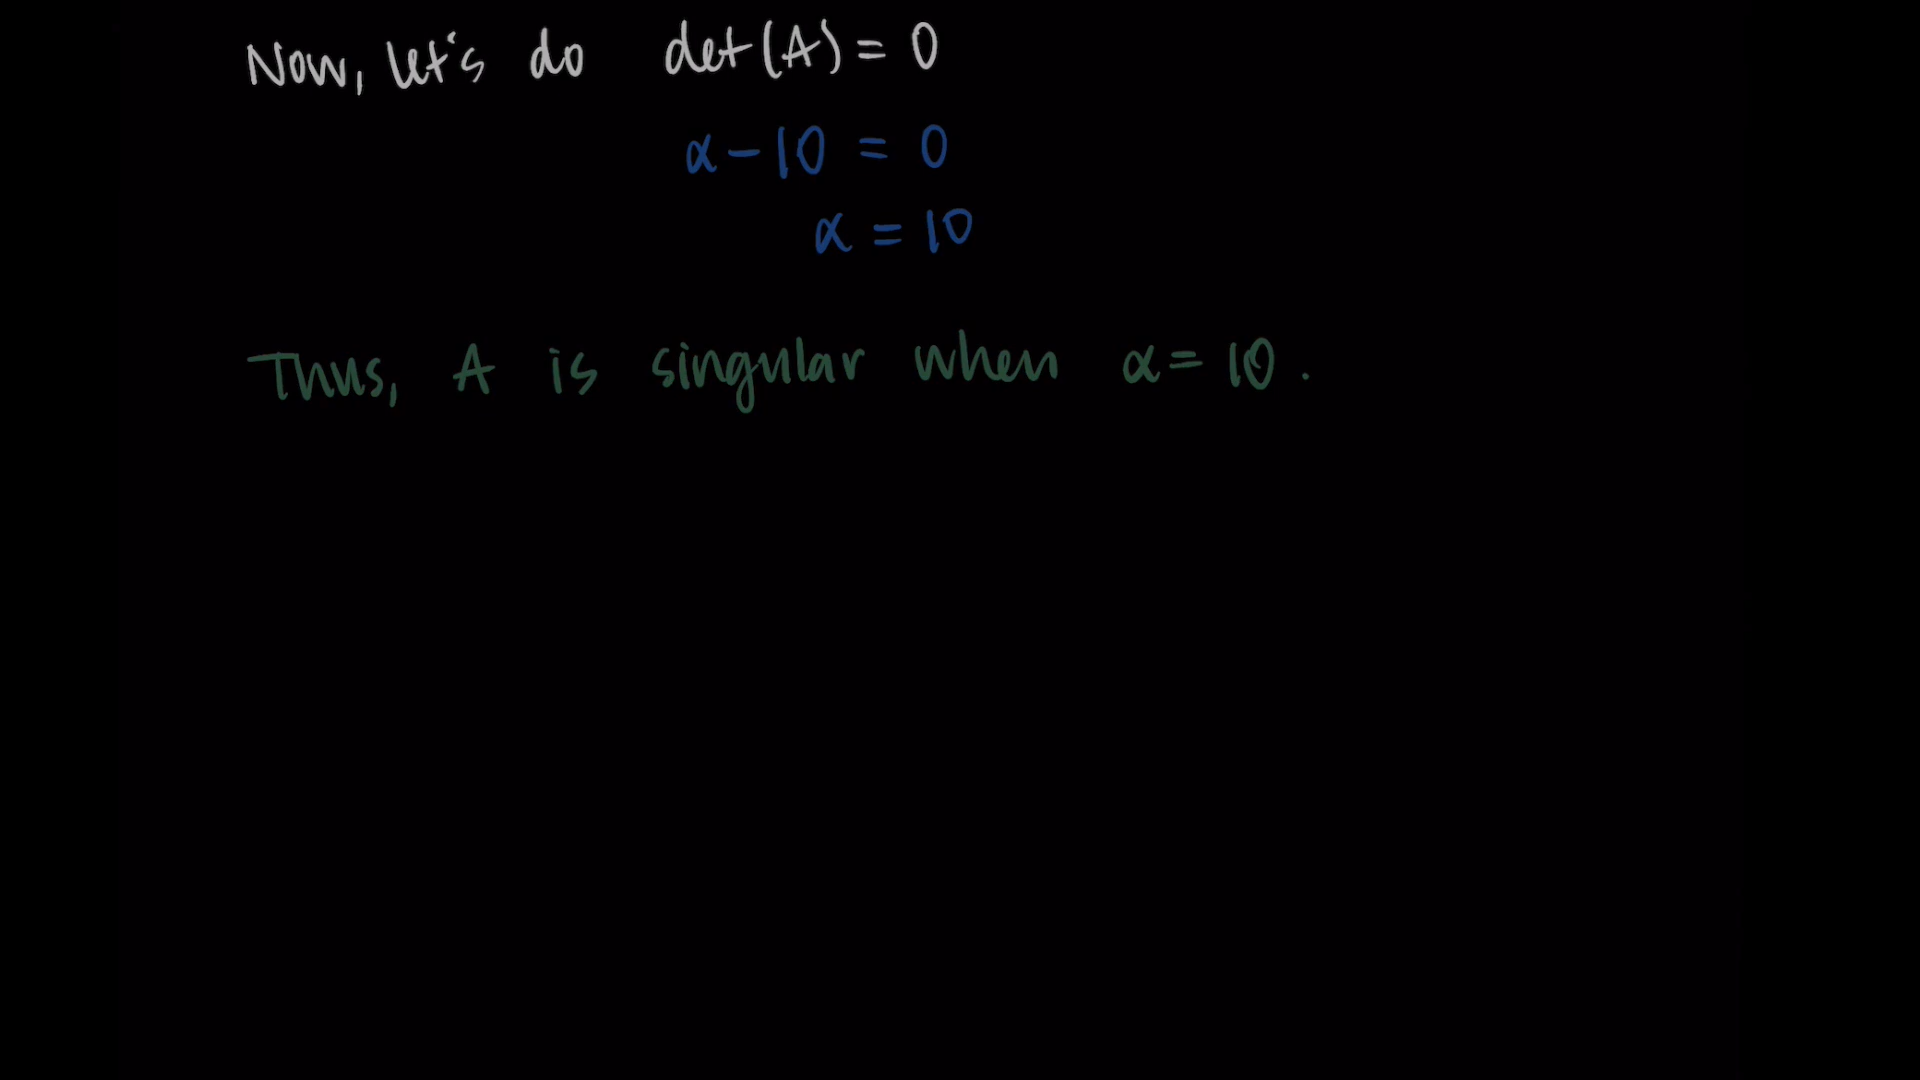 Now, let's do det(A) = 0
α - 10 = 0
α = 10
Thus, A is singular when α = 10.